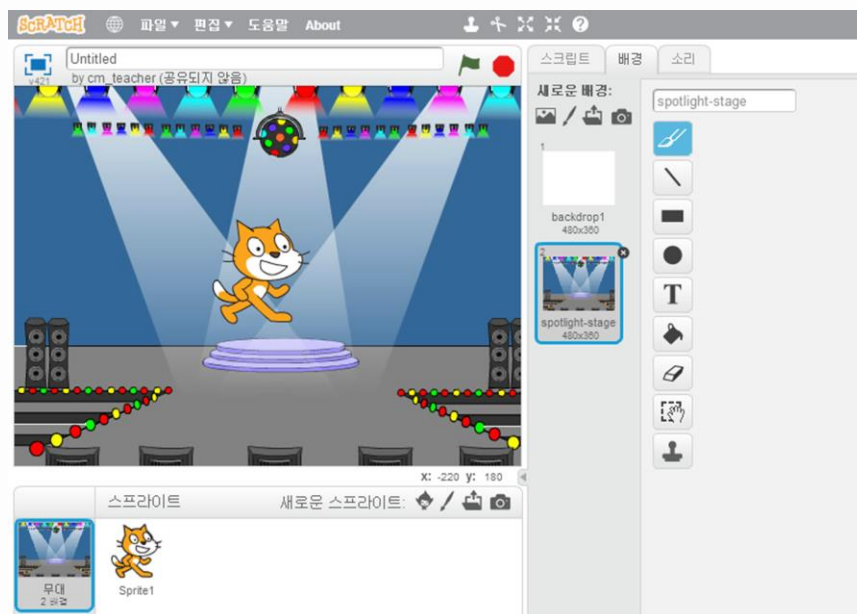 SCRATCH 파일▼ 편집▼ 도움말 About
Untitled
by cm_teacher (공유되지 않음)
v421
스크립트 배경 소리
새로운 배경:
spotlight-stage
1
backdrop1
480x360
2
spotlight-stage
480x360
T
x: -220 y: 180
스프라이트 새로운 스프라이트:
무대
2 배경
Sprite1